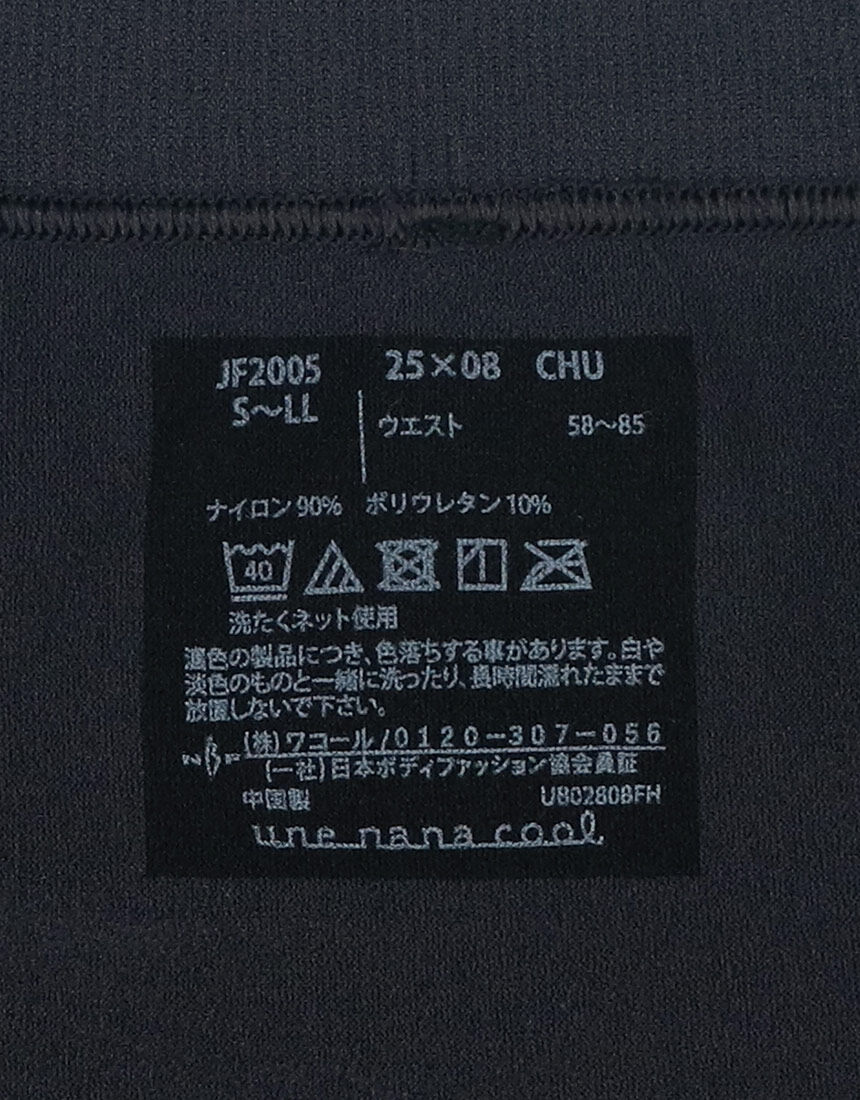 JF2005 25×08 CHU
S～LL ウエスト 58～85
ナイロン90% ポリウレタン10%
40
洗たくネット使用
濃色の製品につき、色落ちする事があります。白や
淡色のものと一緒に洗ったり、長時間濡れたままで
放置しないで下さい。
(株)ワコール/0120-307-056
(一社)日本ボディファッション協会員証
中国製 UB0280BFH
une nana cool